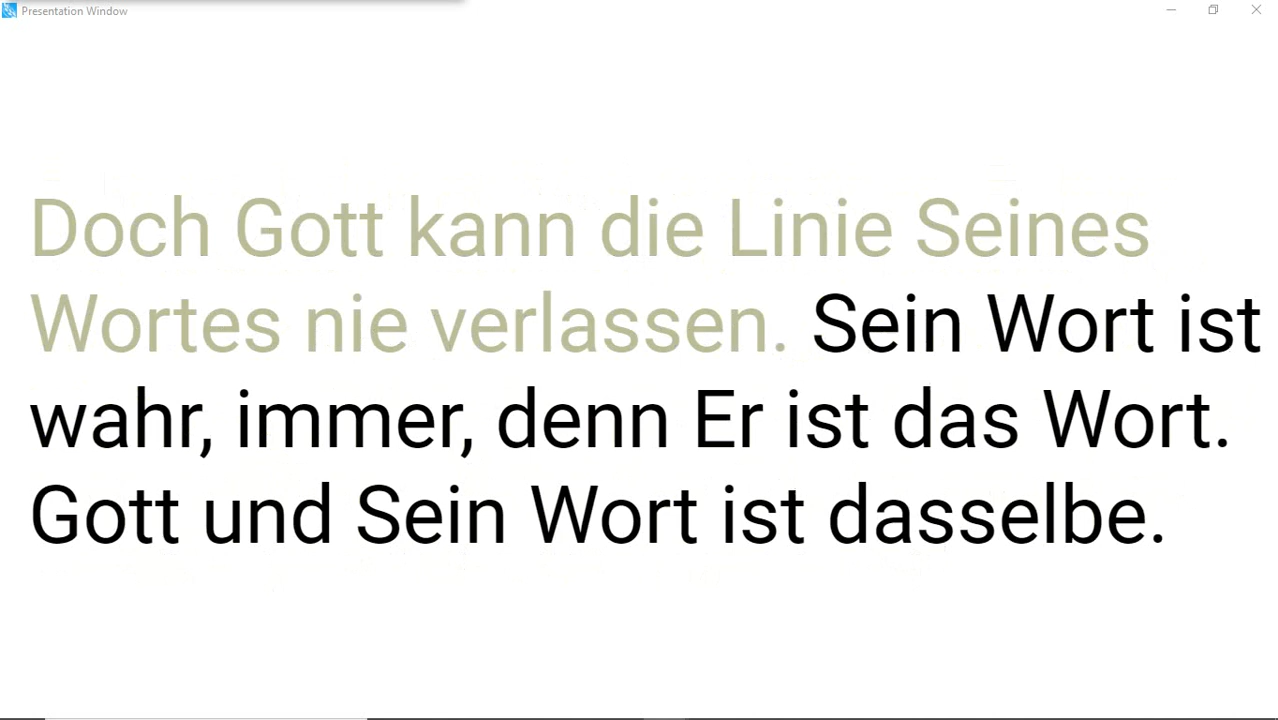 Presentation Window
Doch Gott kann die Linie Seines
Wortes nie verlassen. Sein Wort ist
wahr, immer, denn Er ist das Wort.
Gott und Sein Wort ist dasselbe.